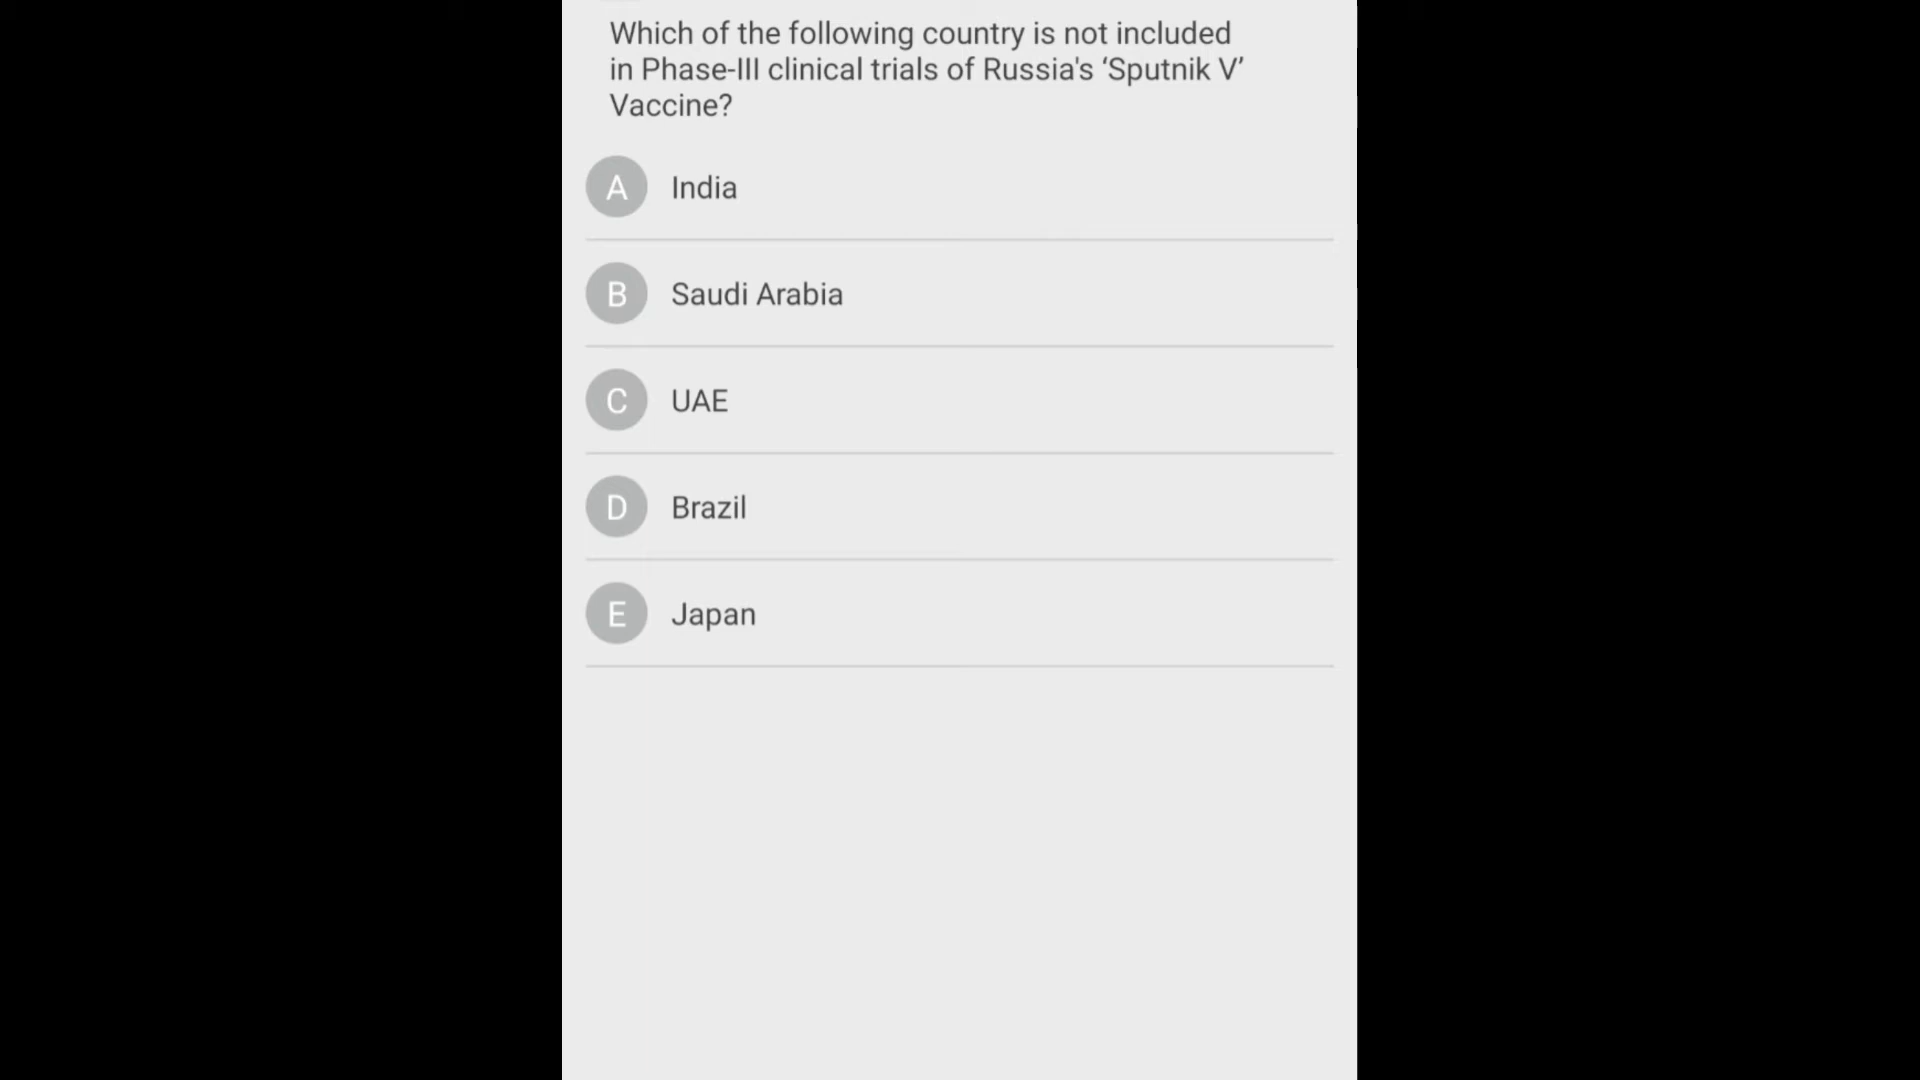 Which of the following country is not included
in Phase-III clinical trials of Russia's ‘Sputnik V’
Vaccine?
A India
B Saudi Arabia
C UAE
D Brazil
E Japan